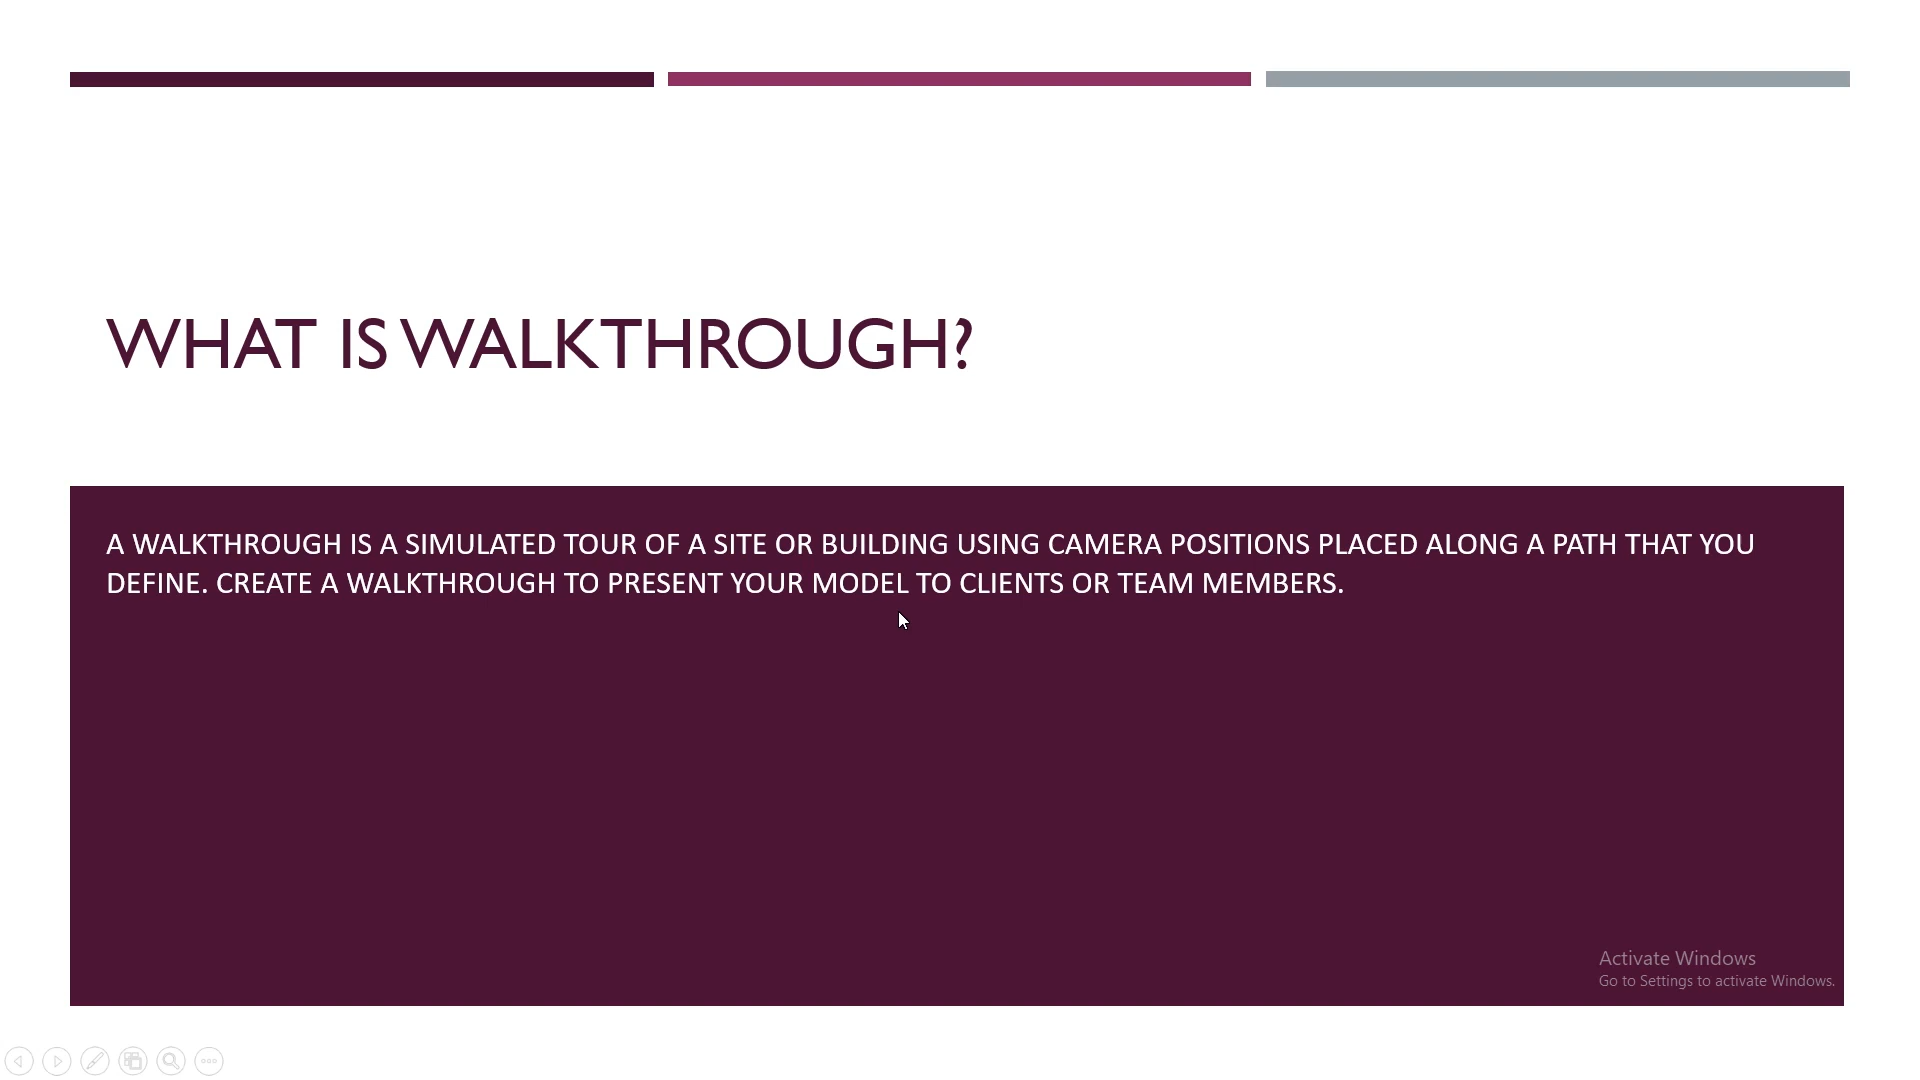 WHAT IS WALKTHROUGH?
A WALKTHROUGH IS A SIMULATED TOUR OF A SITE OR BUILDING USING CAMERA POSITIONS PLACED ALONG A PATH THAT YOU
DEFINE. CREATE A WALKTHROUGH TO PRESENT YOUR MODEL TO CLIENTS OR TEAM MEMBERS.
Activate Windows
Go to Settings to activate Windows.